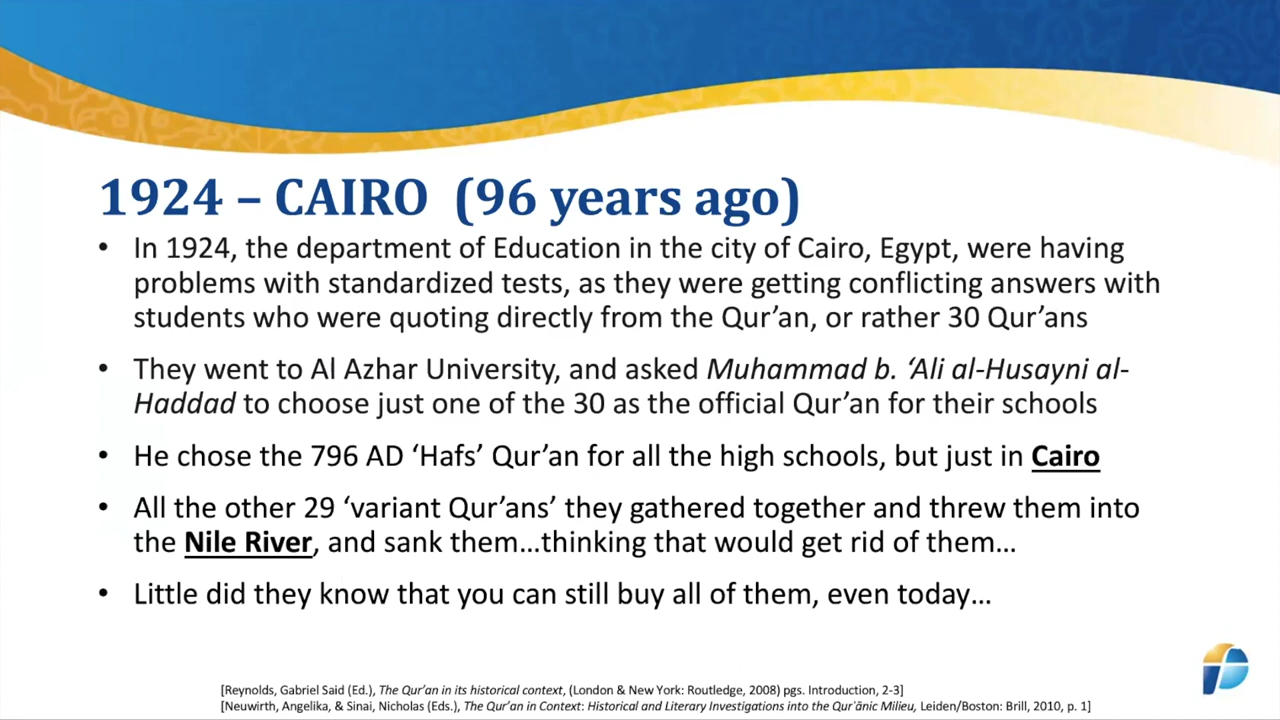 1924 – CAIRO (96 years ago)
• In 1924, the department of Education in the city of Cairo, Egypt, were having
problems with standardized tests, as they were getting conflicting answers with
students who were quoting directly from the Qur’an, or rather 30 Qur’ans
• They went to Al Azhar University, and asked Muhammad b. ‘Ali al-Husayni al-
Haddad to choose just one of the 30 as the official Qur’an for their schools
• He chose the 796 AD ‘Hafs’ Qur’an for all the high schools, but just in Cairo
• All the other 29 ‘variant Qur’ans’ they gathered together and threw them into
the Nile River, and sank them…thinking that would get rid of them…
• Little did they know that you can still buy all of them, even today…
[Reynolds, Gabriel Said (Ed.), The Qur’an in its historical context, (London & New York: Routledge, 2008) pgs. Introduction, 2-3]
[Neuwirth, Angelika, & Sinai, Nicholas (Eds.), The Qur’an in Context: Historical and Literary Investigations into the Qurʾānic Milieu, Leiden/Boston: Brill, 2010, p. 1]